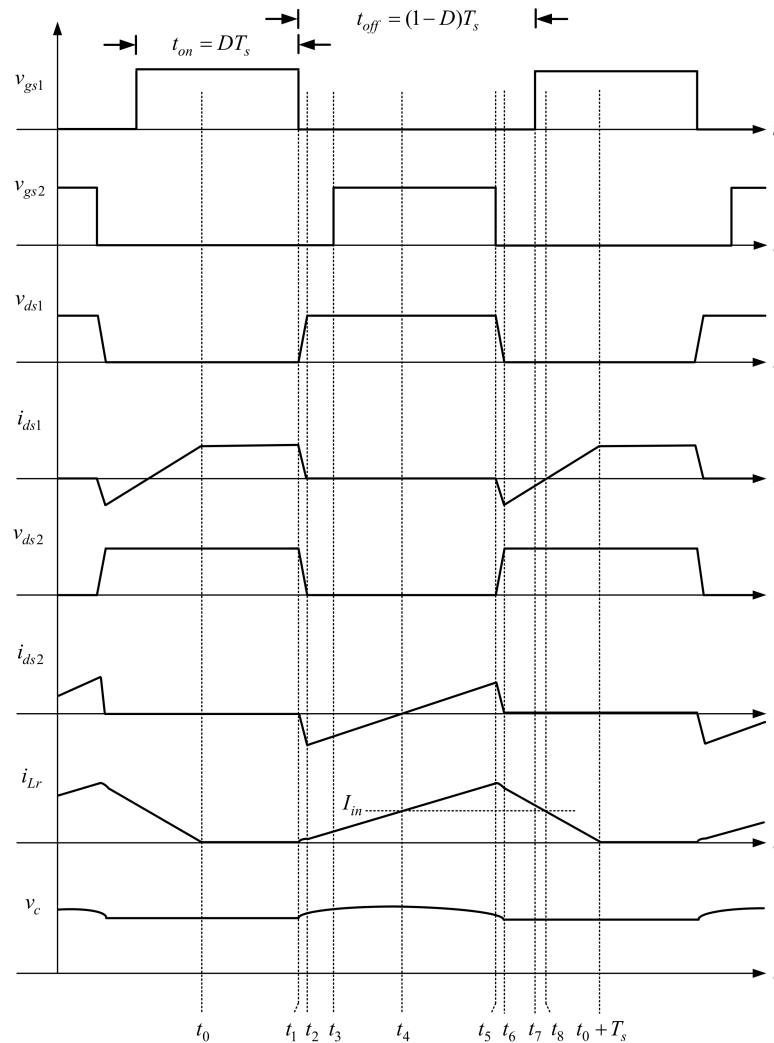 t_on = DT_s
t_off = (1−D)T_s
v_gs1
v_gs2
v_ds1
i_ds1
v_ds2
i_ds2
i_Lr
I_in
v_c
t_0 t_1 t_2 t_3 t_4 t_5 t_6 t_7 t_8 t_0 + T_s